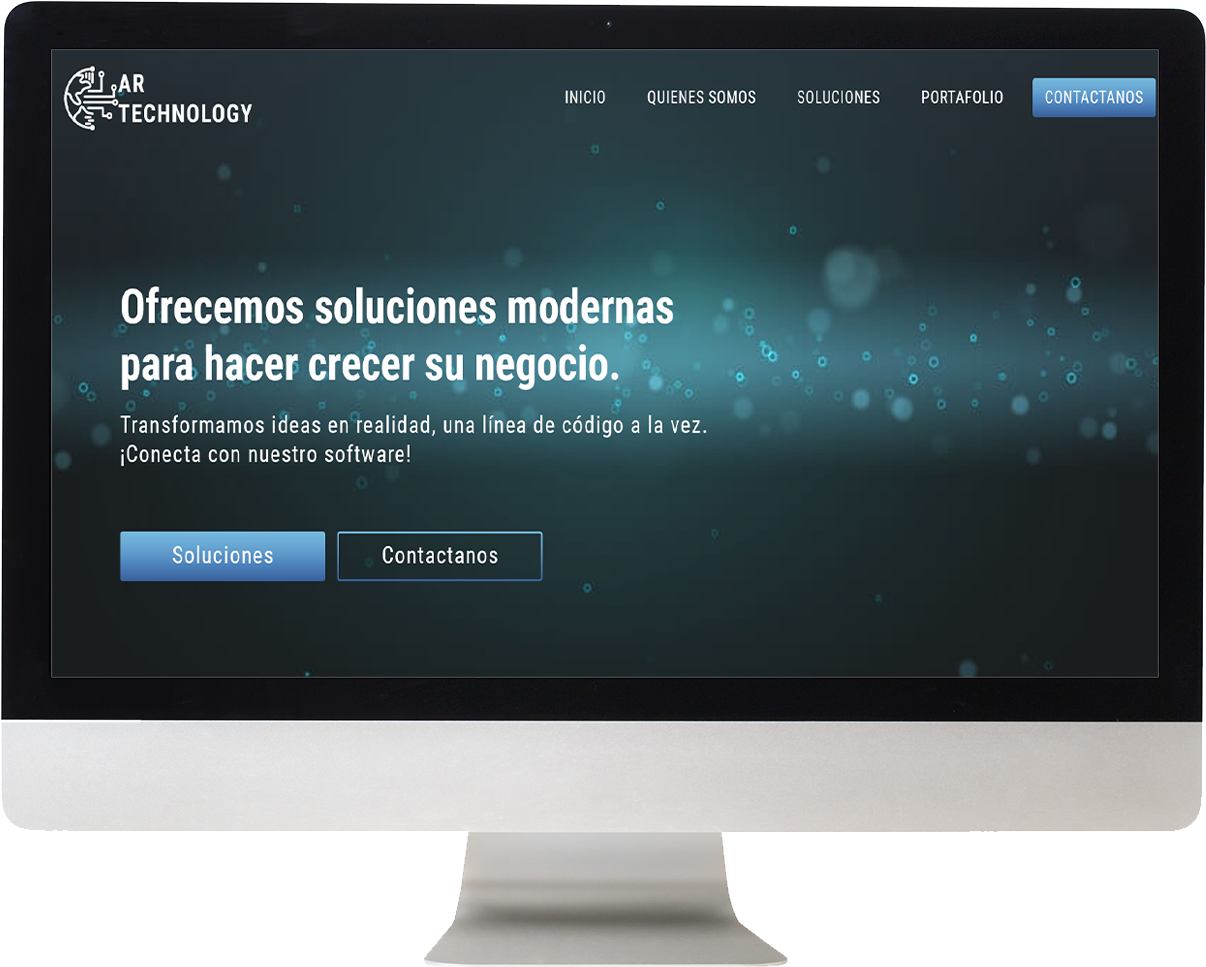 AR
TECHNOLOGY
INICIO
QUIENES SOMOS
SOLUCIONES
PORTAFOLIO
CONTACTANOS
Ofrecemos soluciones modernas
para hacer crecer su negocio.
Transformamos ideas en realidad, una línea de código a la vez.
¡Conecta con nuestro software!
Soluciones
Contactanos